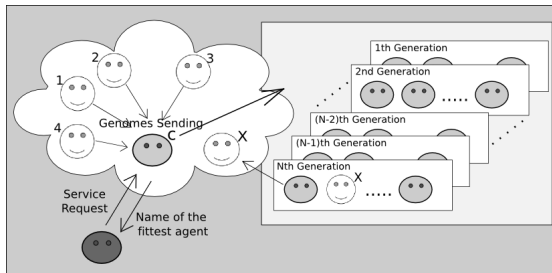 1
2
3
4
Genomes Sending
C
X
Service
Request
Name of the
fittest agent
1th Generation
2nd Generation
.....
(N-2)th Generation
(N-1)th Generation
Nth Generation
X
.....